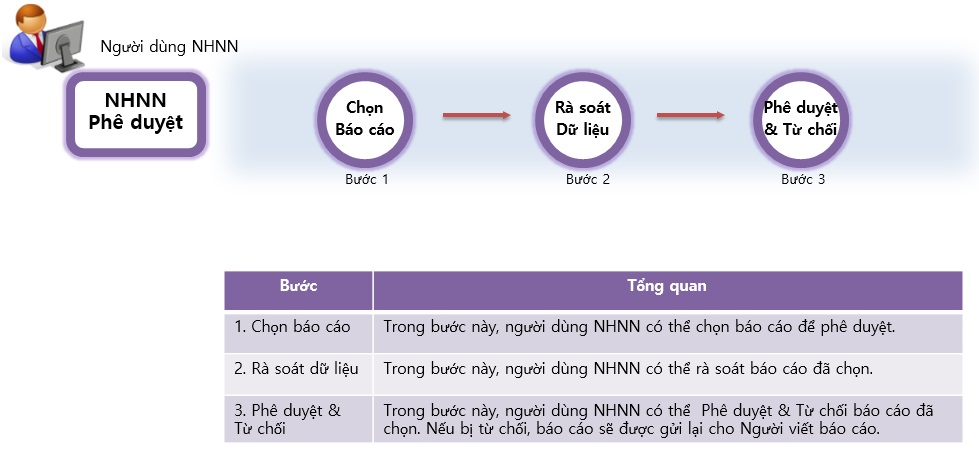 Người dùng NHNN
NHNN
Phê duyệt
Chọn
Báo cáo
Bước 1
Rà soát
Dữ liệu
Bước 2
Phê duyệt
& Từ chối
Bước 3
Bước
Tổng quan
1. Chọn báo cáo
Trong bước này, người dùng NHNN có thể chọn báo cáo để phê duyệt.
2. Rà soát dữ liệu
Trong bước này, người dùng NHNN có thể rà soát báo cáo đã chọn.
3. Phê duyệt &
Từ chối
Trong bước này, người dùng NHNN có thể  Phê duyệt & Từ chối báo cáo đã
chọn. Nếu bị từ chối, báo cáo sẽ được gửi lại cho Người viết báo cáo.